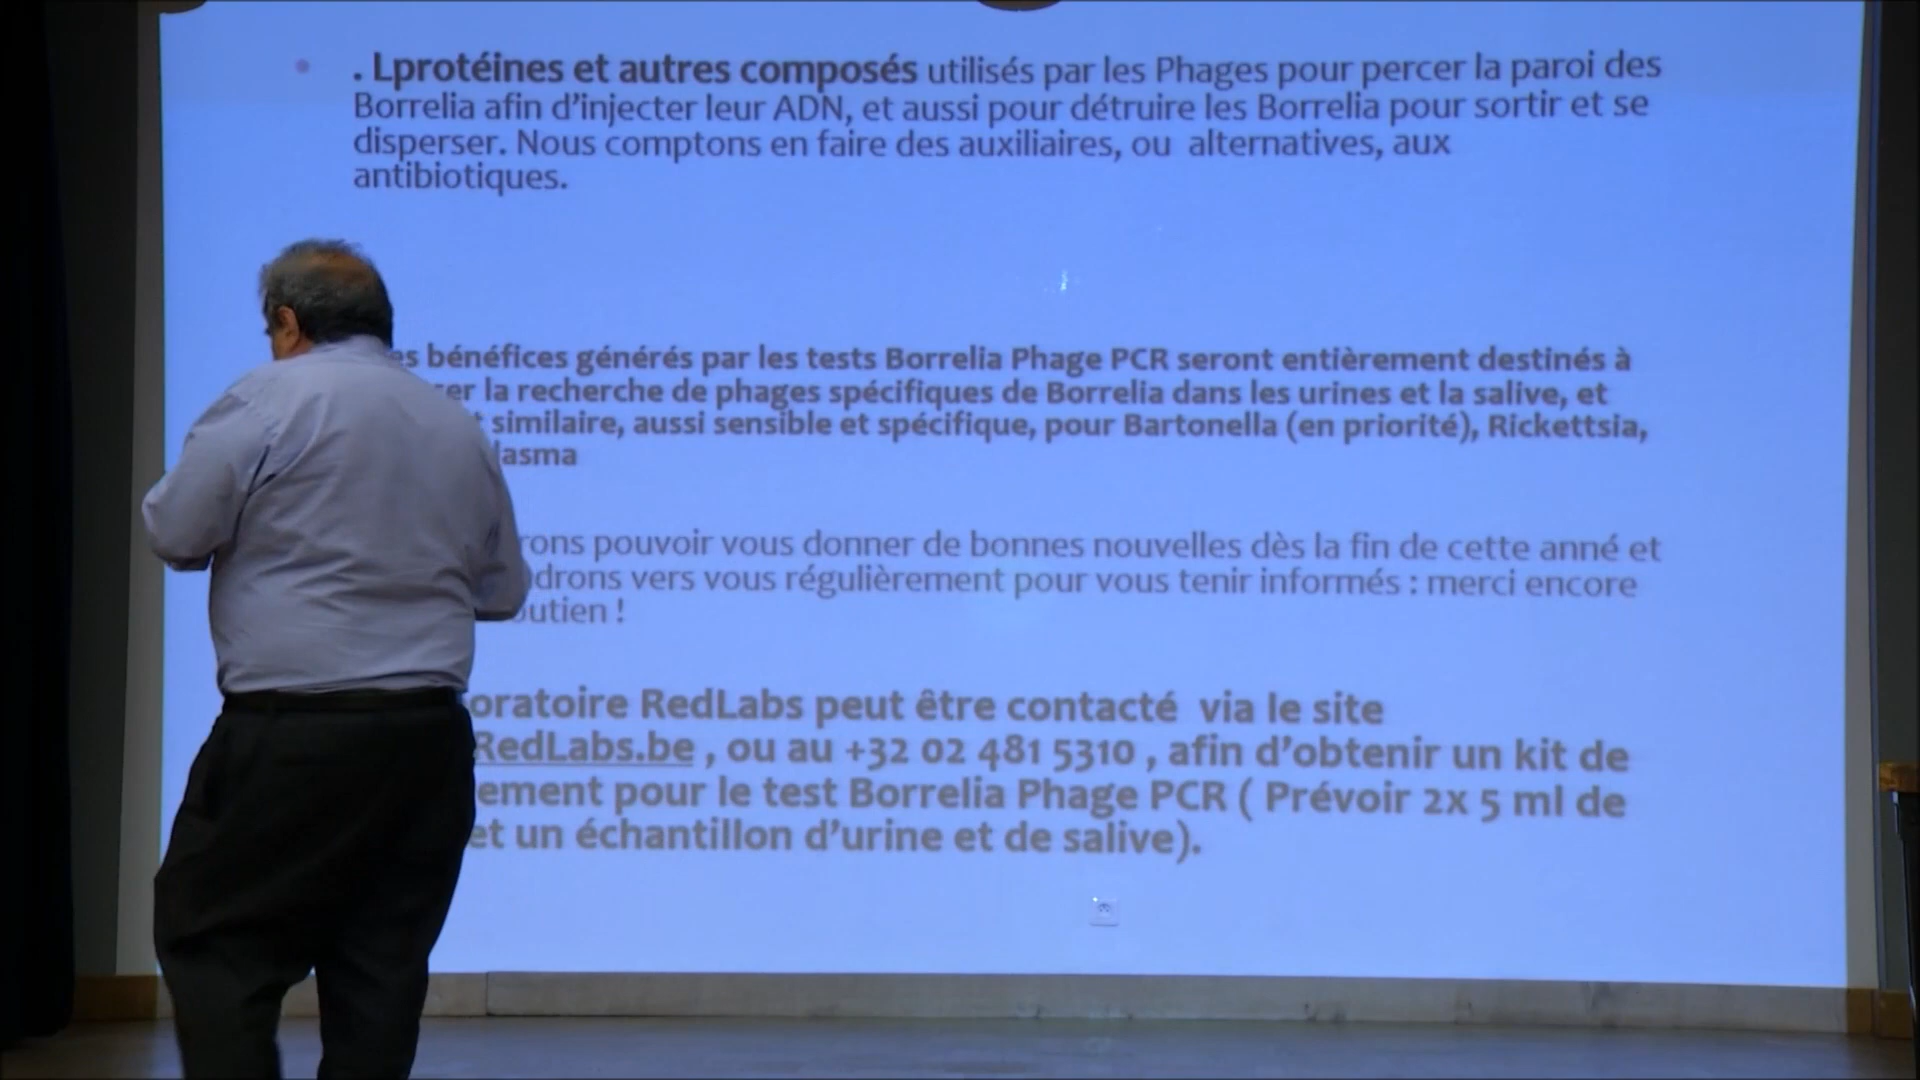 . Lprotéines et autres composés utilisés par les Phages pour percer la paroi des
Borrelia afin d'injecter leur ADN, et aussi pour détruire les Borrelia pour sortir et se
disperser. Nous comptons en faire des auxiliaires, ou alternatives, aux
antibiotiques.
es bénéfices générés par les tests Borrelia Phage PCR seront entièrement destinés à
er la recherche de phages spécifiques de Borrelia dans les urines et la salive, et
similaire, aussi sensible et spécifique, pour Bartonella (en priorité), Rickettsia,
lasma
rons pouvoir vous donner de bonnes nouvelles dès la fin de cette anné et
drons vers vous régulièrement pour vous tenir informés : merci encore
outien !
oratoire RedLabs peut être contacté via le site
RedLabs.be , ou au +32 02 481 5310 , afin d'obtenir un kit de
ement pour le test Borrelia Phage PCR ( Prévoir 2x 5 ml de
et un échantillon d'urine et de salive).